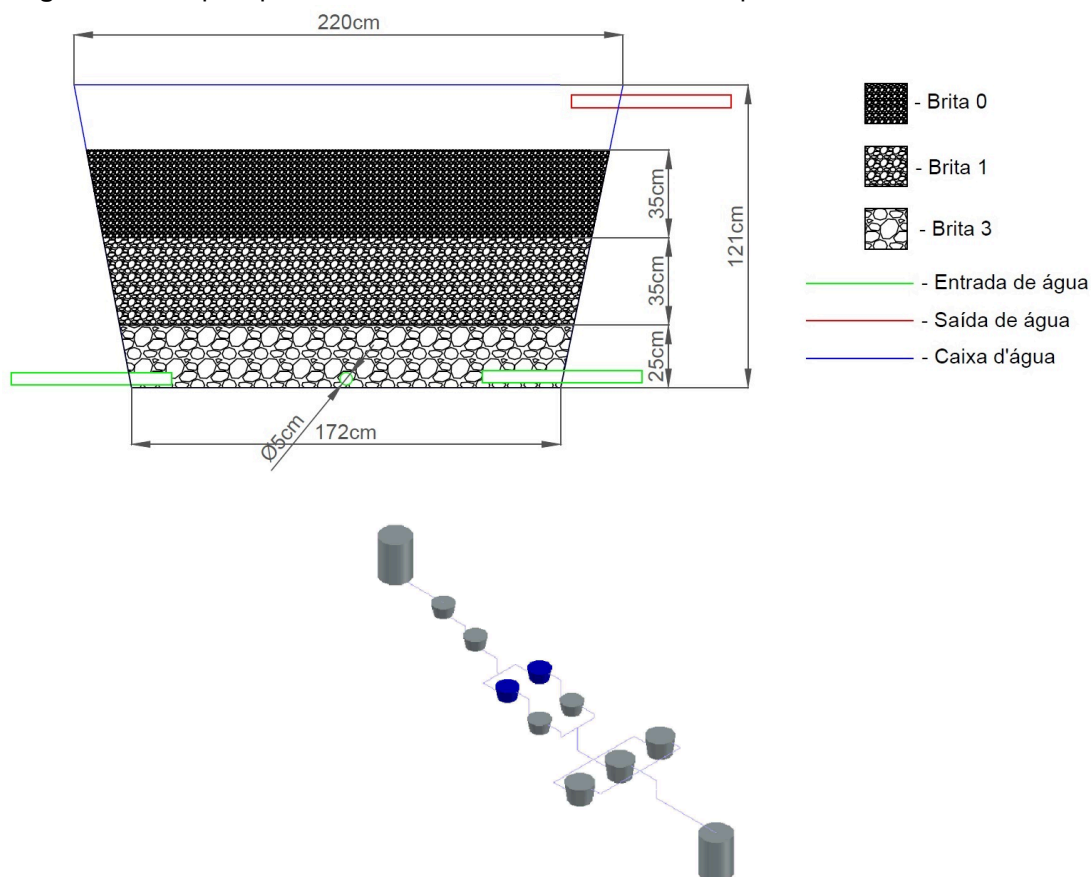 220cm
- Brita 0
35cm
- Brita 1
35cm
121cm
- Brita 3
- Entrada de água
25cm
- Saída de água
- Caixa d'água
Ø5cm
172cm